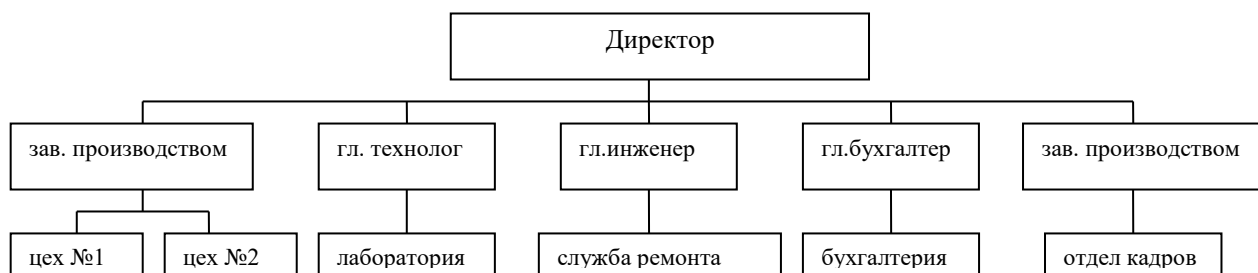 Директор
зав. производством
гл. технолог
гл.инженер
гл.бухгалтер
зав. производством
цех №1
цех №2
лаборатория
служба ремонта
бухгалтерия
отдел кадров